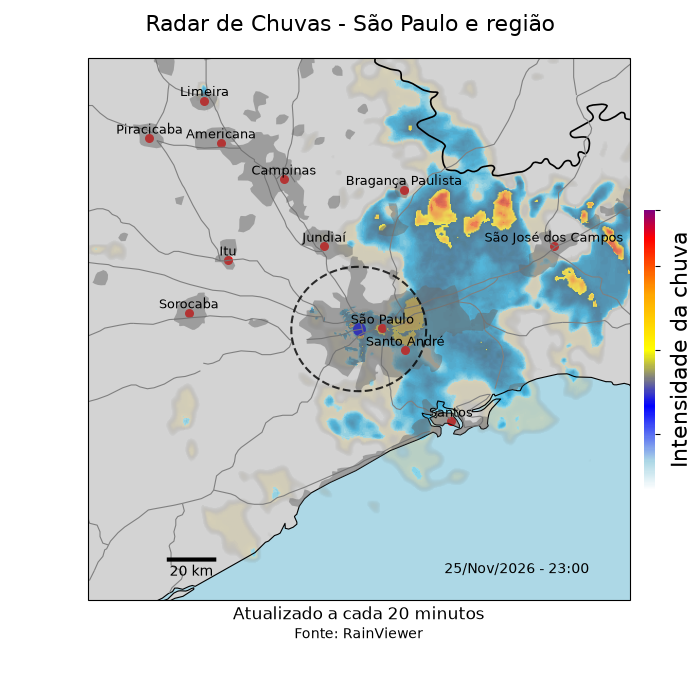 Radar de Chuvas - São Paulo e região
Limeira
Piracicaba
Americana
Campinas
Bragança Paulista
Jundiaí
São José dos Campos
Itu
Sorocaba
São Paulo
Santo André
Santos
Intensidade da chuva
20 km
25/Nov/2026 - 23:00
Atualizado a cada 20 minutos
Fonte: RainViewer